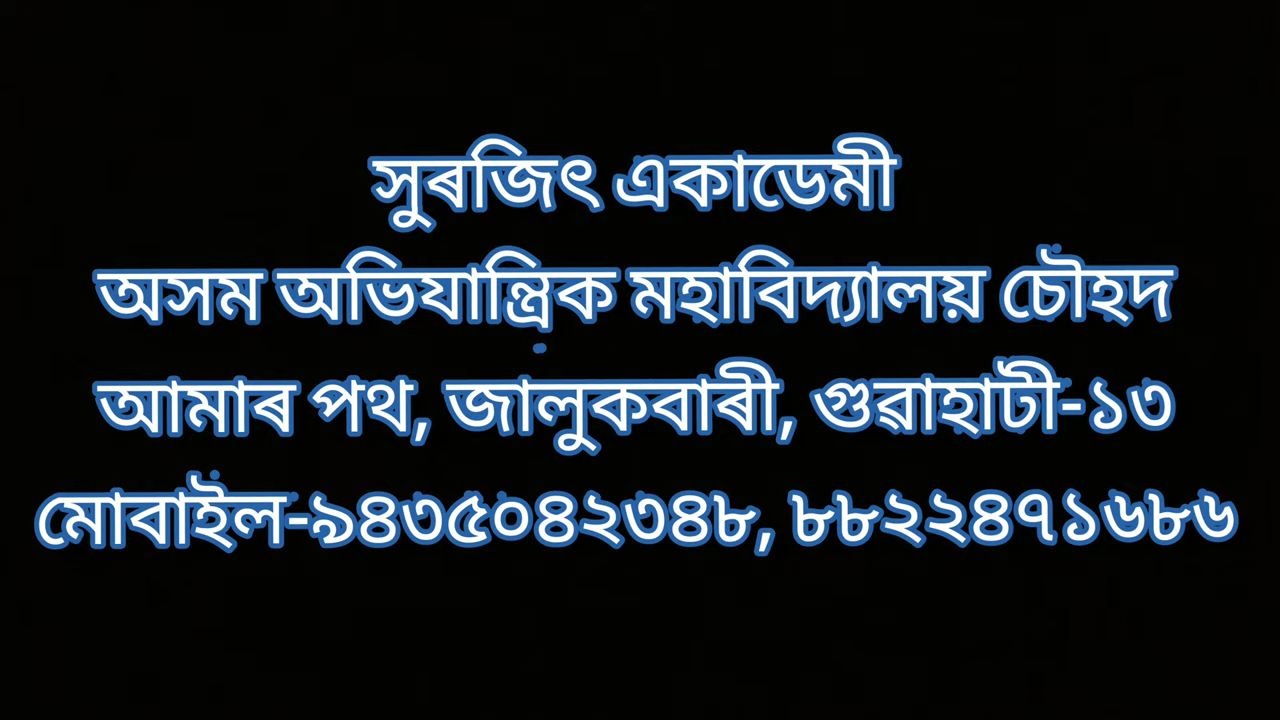 সুৰজিৎ একাডেমী
অসম অভিযান্ত্ৰিক মহাবিদ্যালয় চৌহদ
আমাৰ পথ, জালুকবাৰী, গুৱাহাটী-১৩
মোবাইল-৯৪৩৫০৪২৩৪৮, ৮৮২২৪৭১৬৮৬